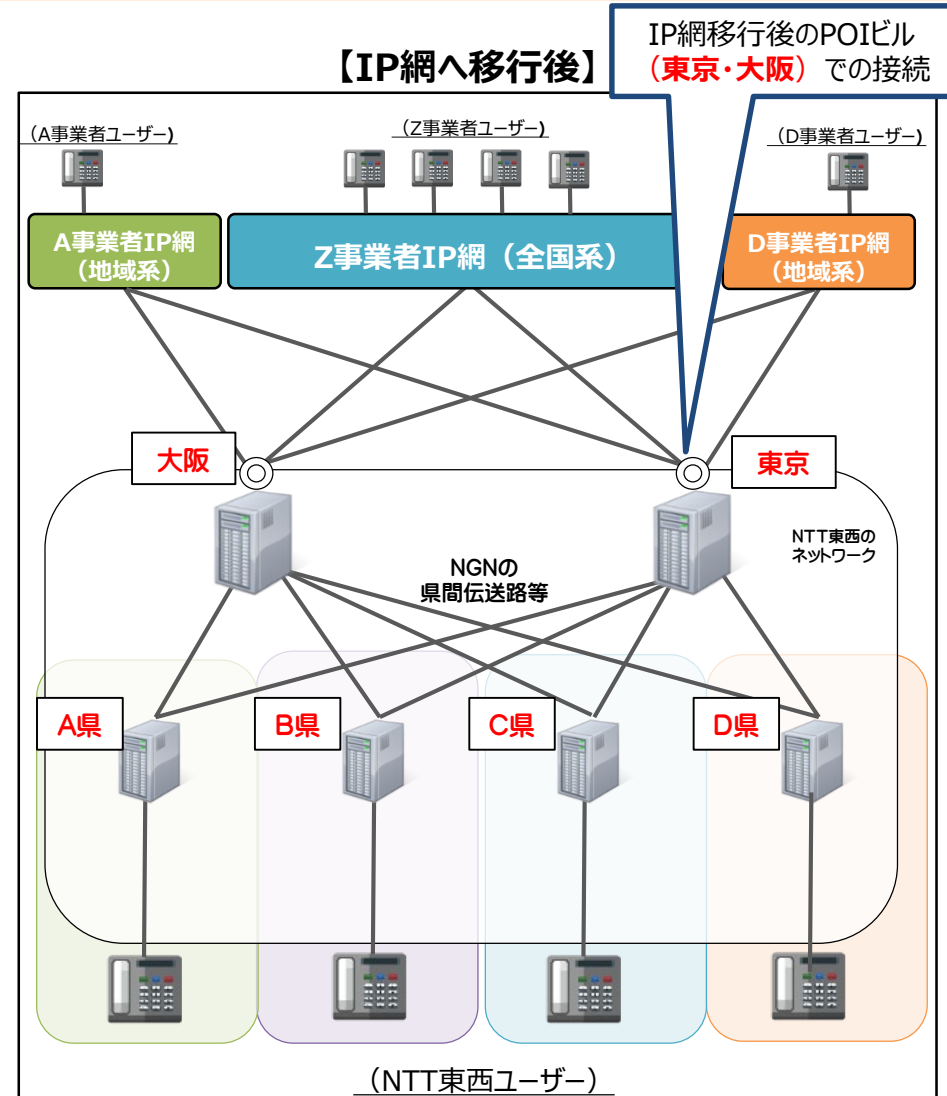 IP網移行後のPOIビル
（東京・大阪）での接続
【IP網へ移行後】
（A事業者ユーザー)
（Z事業者ユーザー)
（D事業者ユーザー)
A事業者IP網
（地域系）
Z事業者IP網（全国系）
D事業者IP網
（地域系）
大阪
東京
NTT東西の
ネットワーク
NGNの
県間伝送路等
A県
B県
C県
D県
（NTT東西ユーザー）